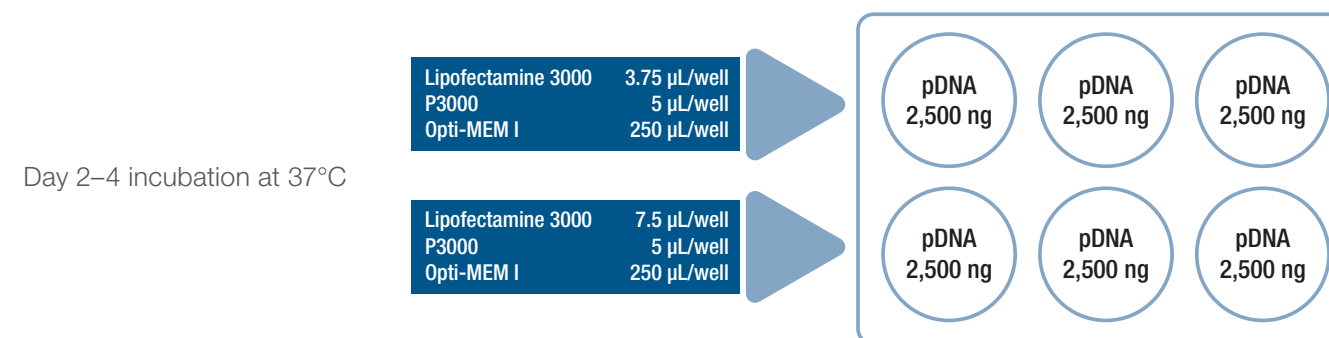 Day 2–4 incubation at 37°C
Lipofectamine 3000 3.75 µL/well
P3000 5 µL/well
Opti-MEM I 250 µL/well
pDNA
2,500 ng
pDNA
2,500 ng
pDNA
2,500 ng
Lipofectamine 3000 7.5 µL/well
P3000 5 µL/well
Opti-MEM I 250 µL/well
pDNA
2,500 ng
pDNA
2,500 ng
pDNA
2,500 ng